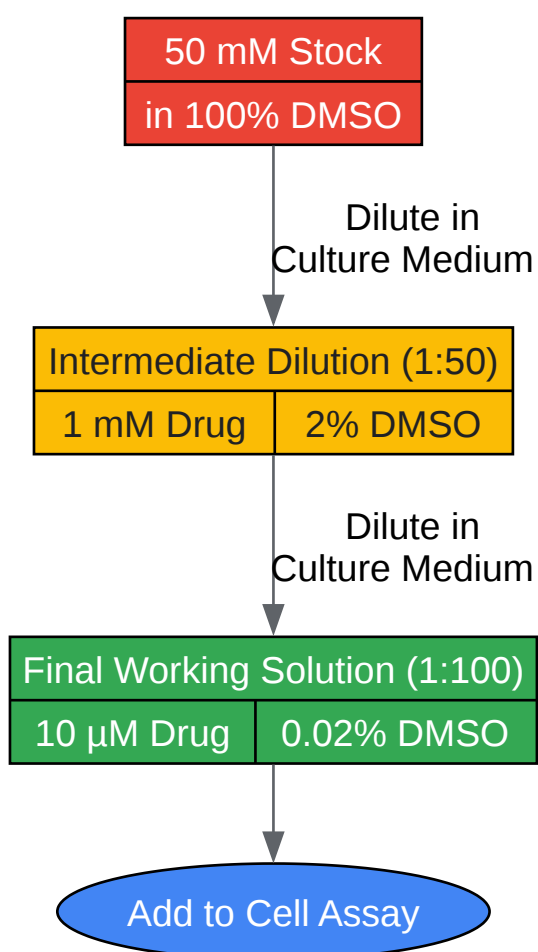 50 mM Stock
in 100% DMSO
Dilute in
Culture Medium
Intermediate Dilution (1:50)
1 mM Drug
2% DMSO
Dilute in
Culture Medium
Final Working Solution (1:100)
10 µM Drug
0.02% DMSO
Add to Cell Assay